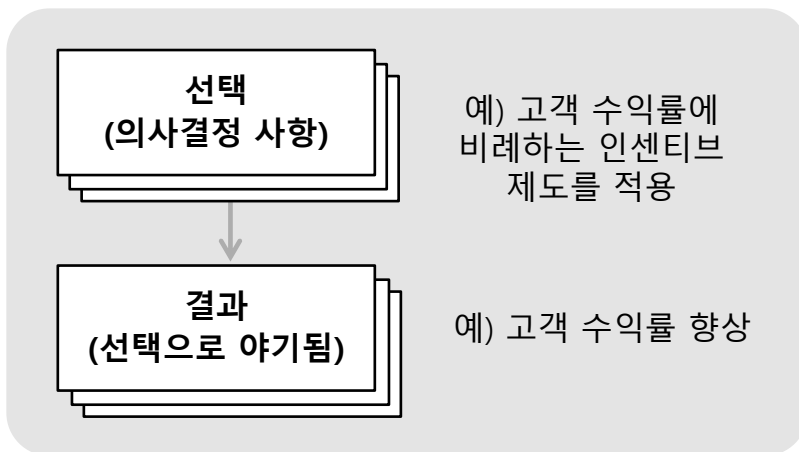 선택
(의사결정 사항)
예) 고객 수익률에
비례하는 인센티브
제도를 적용
결과
(선택으로 야기됨)
예) 고객 수익률 향상